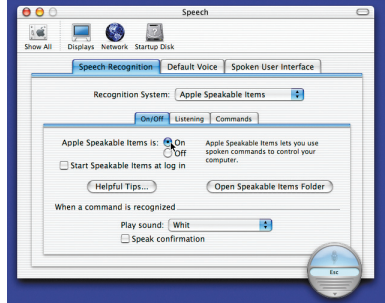 Speech
Show All Displays Network Startup Disk
Speech Recognition Default Voice Spoken User Interface
Recognition System: Apple Speakable Items
On/Off Listening Commands
Apple Speakable Items is: On
Off
Apple Speakable Items lets you use
spoken commands to control your
computer.
Start Speakable Items at log in
Helpful Tips... Open Speakable Items Folder
When a command is recognized
Play sound: Whit
Speak confirmation
Esc